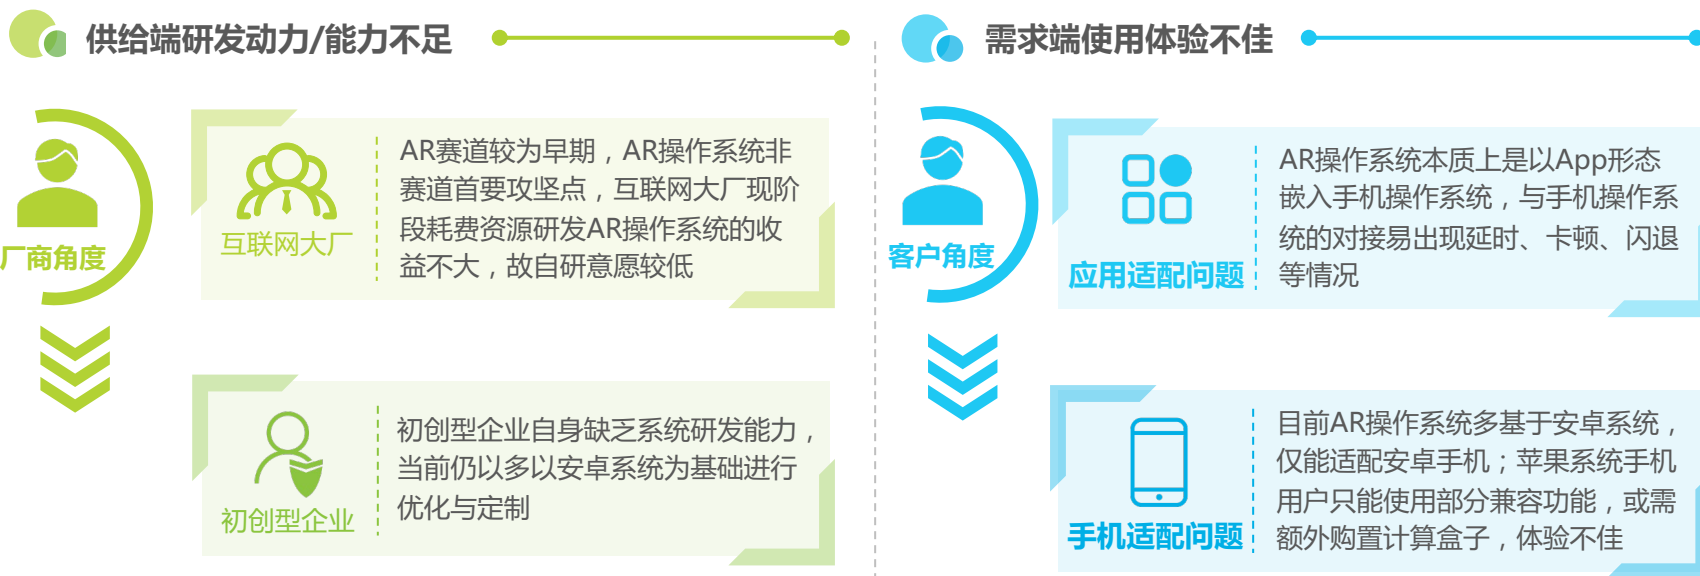 供给端研发动力/能力不足
厂商角度
互联网大厂
AR赛道较为早期，AR操作系统非
赛道首要攻坚点，互联网大厂现阶
段耗费资源研发AR操作系统的收
益不大，故自研意愿较低
初创型企业
初创型企业自身缺乏系统研发能力，
当前仍以多以安卓系统为基础进行
优化与定制
需求端使用体验不佳
客户角度
应用适配问题
AR操作系统本质上是以App形态
嵌入手机操作系统，与手机操作系
统的对接易出现延时、卡顿、闪退
等情况
手机适配问题
目前AR操作系统多基于安卓系统，
仅能适配安卓手机；苹果系统手机
用户只能使用部分兼容功能，或需
额外购置计算盒子，体验不佳